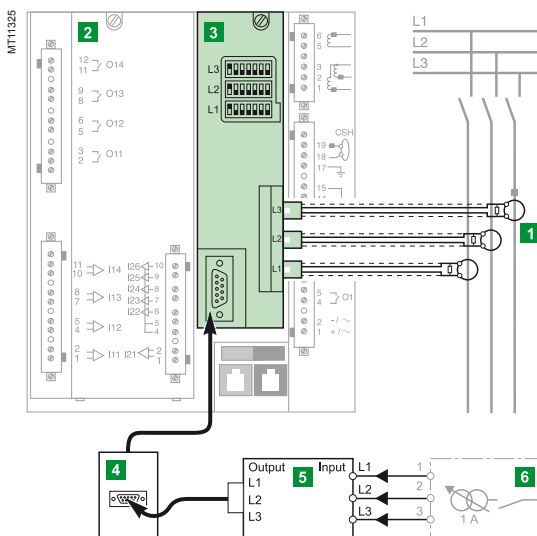 MT11325
2
3
L1
L2
L3
12
11
O14
9
8
O13
6
5
O12
3
2
O11
L3
L2
L1
6
5
3
2
1
CSH
19
18
17
15
L3
L2
L1
1
11
10
I14
8
7
I13
5
4
I12
2
1
I11
I26
10
I25
9
I24
8
I23
7
I22
6
5
4
I21
2
1
5
4
O1
2
-/~
1
+/~
4
Output
Input
L1
L2
L3
5
L1
L2
L3
1
2
3
6
1 A